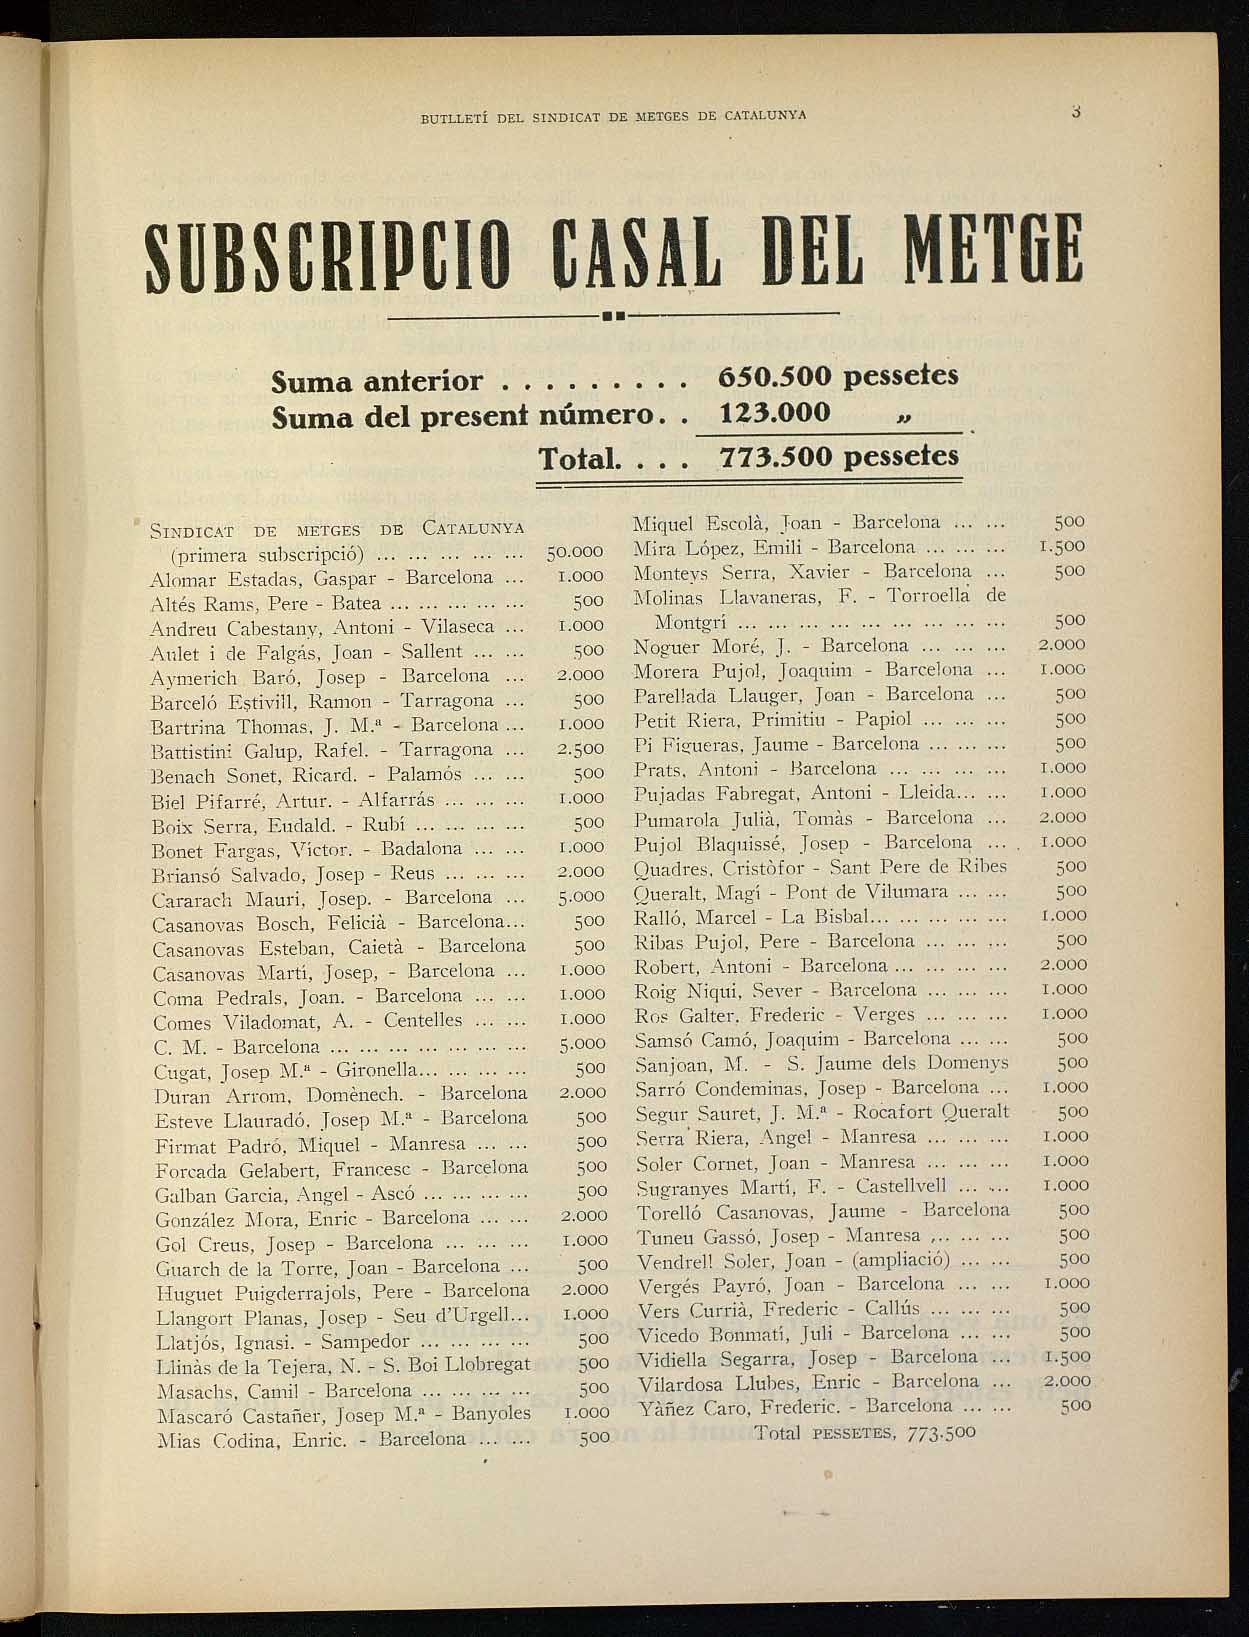 BUTLLETÍ DEL SINDICAT DE METGES DE CATALUNYA 3
SUBSCRIPCIO CASAL DEL METGE
Suma anterior . . . . . . . . . 650.500 pessetes
Suma del present número. . 123.000 „
Total. . . . 773.500 pessetes
SINDICAT DE METGES DE CATALUNYA
(primera subscripció) ... ... ... ... ... 50.000
Alomar Estadas, Gaspar - Barcelona ... 1.000
Altés Rams, Pere - Batea ... ... ... ... ... 500
Andreu Cabestany, Antoni - Vilaseca ... 1.000
Aulet i de Falgás, Joan - Sallent ... ... 500
Aymerich Baró, Josep - Barcelona ... 2.000
Barceló Estivill, Ramon - Tarragona ... 500
Bartrina Thomas, J. M.ª - Barcelona ... 1.000
Battistini Galup, Rafel. - Tarragona ... 2.500
Benach Sonet, Ricard. - Palamós ... ... 500
Biel Pifarré, Artur. - Alfarrás ... ... ... 1.000
Boix Serra, Eudald. - Rubí ... ... ... ... 500
Bonet Fargas, Víctor. - Badalona ... ... 1.000
Briansó Salvado, Josep - Reus ... ... ... 2.000
Cararach Mauri, Josep. - Barcelona ... 5.000
Casanovas Bosch, Felicià - Barcelona... 500
Casanovas Esteban, Caietà - Barcelona 500
Casanovas Martí, Josep, - Barcelona ... 1.000
Coma Pedrals, Joan. - Barcelona ... ... 1.000
Comes Viladomat, A. - Centelles ... ... 1.000
C. M. - Barcelona ... ... ... ... ... ... ... 5.000
Cugat, Josep M.ª - Gironella... ... ... ... 500
Duran Arrom, Domènech. - Barcelona 2.000
Esteve Llauradó, Josep M.ª - Barcelona 500
Firmat Padró, Miquel - Manresa ... ... 500
Forcada Gelabert, Francesc - Barcelona 500
Galban Garcia, Angel - Ascó ... ... ... ... 500
González Mora, Enric - Barcelona ... ... 2.000
Gol Creus, Josep - Barcelona ... ... ... 1.000
Guarch de la Torre, Joan - Barcelona ... 500
Huguet Puigderrajols, Pere - Barcelona 2.000
Llangort Planas, Josep - Seu d'Urgell... 1.000
Llatjós, Ignasi. - Sampedor ... ... ... ... 500
Llinàs de la Tejera, N. - S. Boi Llobregat 500
Masachs, Camil - Barcelona ... ... ... ... 500
Mascaró Castañer, Josep M.ª - Banyoles 1.000
Mias Codina, Enric. - Barcelona ... ... 500
Miquel Escolà, Joan - Barcelona ... ... 500
Mira López, Emili - Barcelona ... ... ... 1.500
Monteys Serra, Xavier - Barcelona ... 500
Molinas Llavaneras, F. - Torroella de
Montgrí ... ... ... ... ... ... ... ... ... 500
Noguer Moré, J. - Barcelona ... ... ... 2.000
Morera Pujol, Joaquim - Barcelona ... 1.000
Parellada Llauger, Joan - Barcelona ... 500
Petit Riera, Primitiu - Papiol ... ... ... 500
Pi Figueras, Jaume - Barcelona ... ... ... 500
Prats, Antoni - Barcelona ... ... ... ... 1.000
Pujadas Fabregat, Antoni - Lleida... ... 1.000
Pumarola Julià, Tomàs - Barcelona ... 2.000
Pujol Blaquissé, Josep - Barcelona ... . 1.000
Quadres, Cristòfor - Sant Pere de Ribes 500
Queralt, Magí - Pont de Vilumara ... ... 500
Ralló, Marcel - La Bisbal... ... ... ... ... 1.000
Ribas Pujol, Pere - Barcelona ... ... ... 500
Robert, Antoni - Barcelona ... ... ... ... 2.000
Roig Niqui, Sever - Barcelona ... ... ... 1.000
Ros Galter, Frederic - Verges ... ... ... 1.000
Samsó Camó, Joaquim - Barcelona ... ... 500
Sanjoan, M. - S. Jaume dels Domenys 500
Sarró Condeminas, Josep - Barcelona ... 1.000
Segur Sauret, J. M.ª - Rocafort Queralt 500
Serra Riera, Angel - Manresa ... ... ... 1.000
Soler Cornet, Joan - Manresa ... ... ... 1.000
Sugranyes Martí, F. - Castellvell ... ... 1.000
Torelló Casanovas, Jaume - Barcelona 500
Tuneu Gassó, Josep - Manresa ... ... ... 500
Vendrell Soler, Joan - (ampliació) ... ... 500
Vergés Payró, Joan - Barcelona ... ... 1.000
Vers Currià, Frederic - Callús ... ... ... 500
Vicedo Bonmatí, Juli - Barcelona ... ... 500
Vidiella Segarra, Josep - Barcelona ... 1.500
Vilardosa Llubes, Enric - Barcelona ... 2.000
Yàñez Caro, Frederic. - Barcelona ... ... 500
Total PESSETES, 773.500